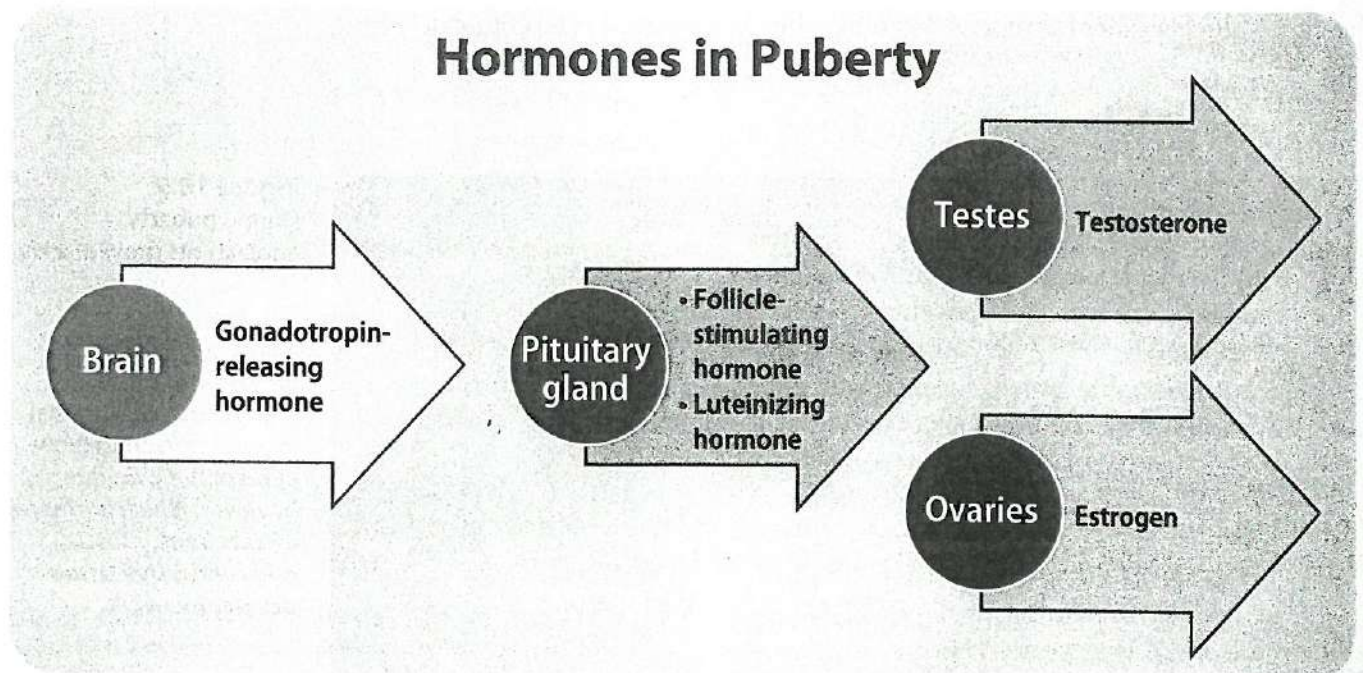 Hormones in Puberty
Brain
Gonadotropin-
releasing
hormone
Pituitary
gland
• Follicle-
stimulating
hormone
• Luteinizing
hormone
Testes
Testosterone
Ovaries
Estrogen